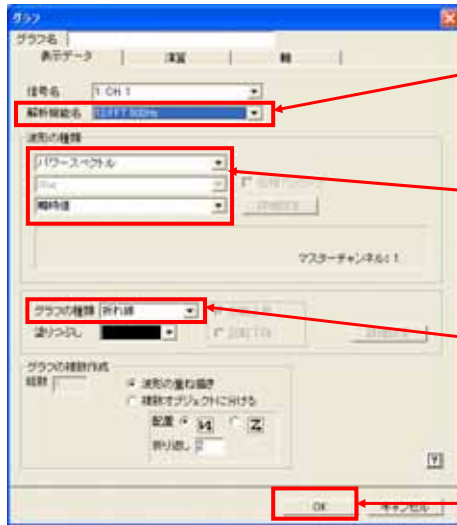 グラフ
グラフ名
表示データ
演算
軸
信号名 1 CH 1
解析機能名
波形の種類
パワースペクトル
瞬時値
マスターチャンネル: 1
グラフの種類 折れ線
塗りつぶし
グラフの複数作成
個数
波形の重ね描き
複数オブジェクトに分ける
配置 И Z
折り返し
?
OK キャンセル